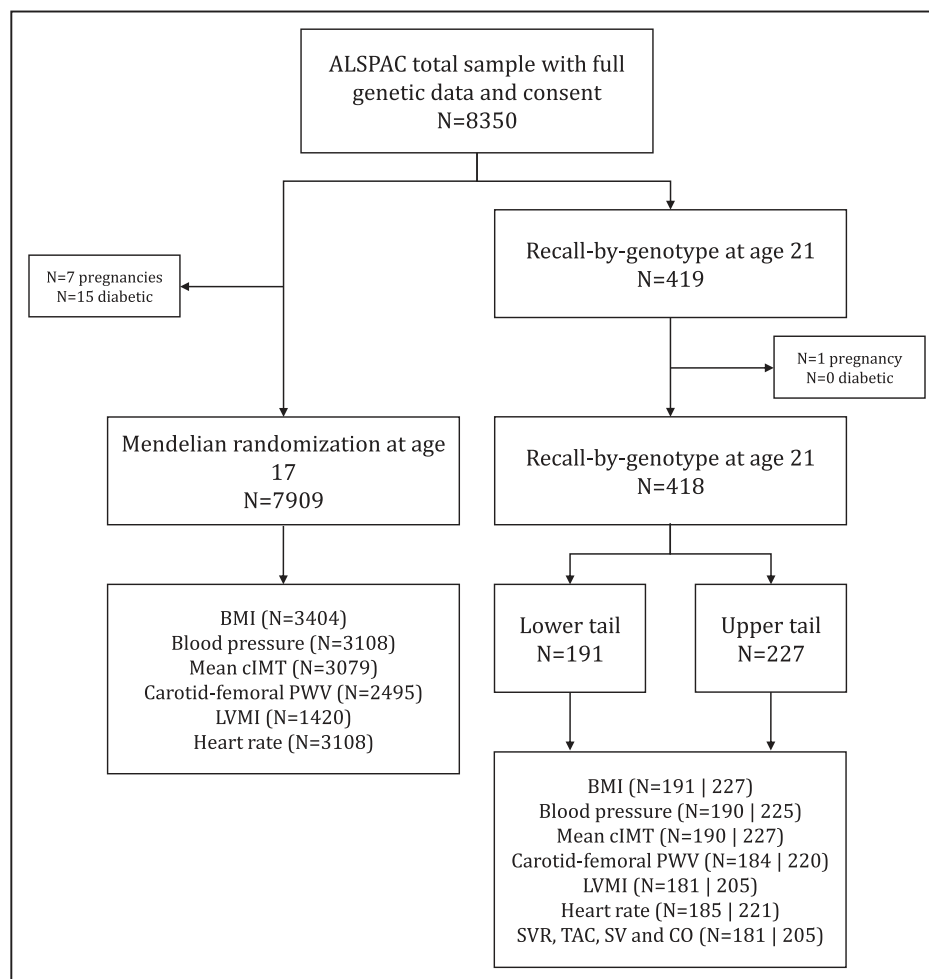 ALSPAC total sample with full
genetic data and consent
N=8350
N=7 pregnancies
N=15 diabetic
Recall-by-genotype at age 21
N=419
N=1 pregnancy
N=0 diabetic
Mendelian randomization at age
17
N=7909
Recall-by-genotype at age 21
N=418
BMI (N=3404)
Blood pressure (N=3108)
Mean cIMT (N=3079)
Carotid-femoral PWV (N=2495)
LVMI (N=1420)
Heart rate (N=3108)
Lower tail
N=191
Upper tail
N=227
BMI (N=191 | 227)
Blood pressure (N=190 | 225)
Mean cIMT (N=190 | 227)
Carotid-femoral PWV (N=184 | 220)
LVMI (N=181 | 205)
Heart rate (N=185 | 221)
SVR, TAC, SV and CO (N=181 | 205)